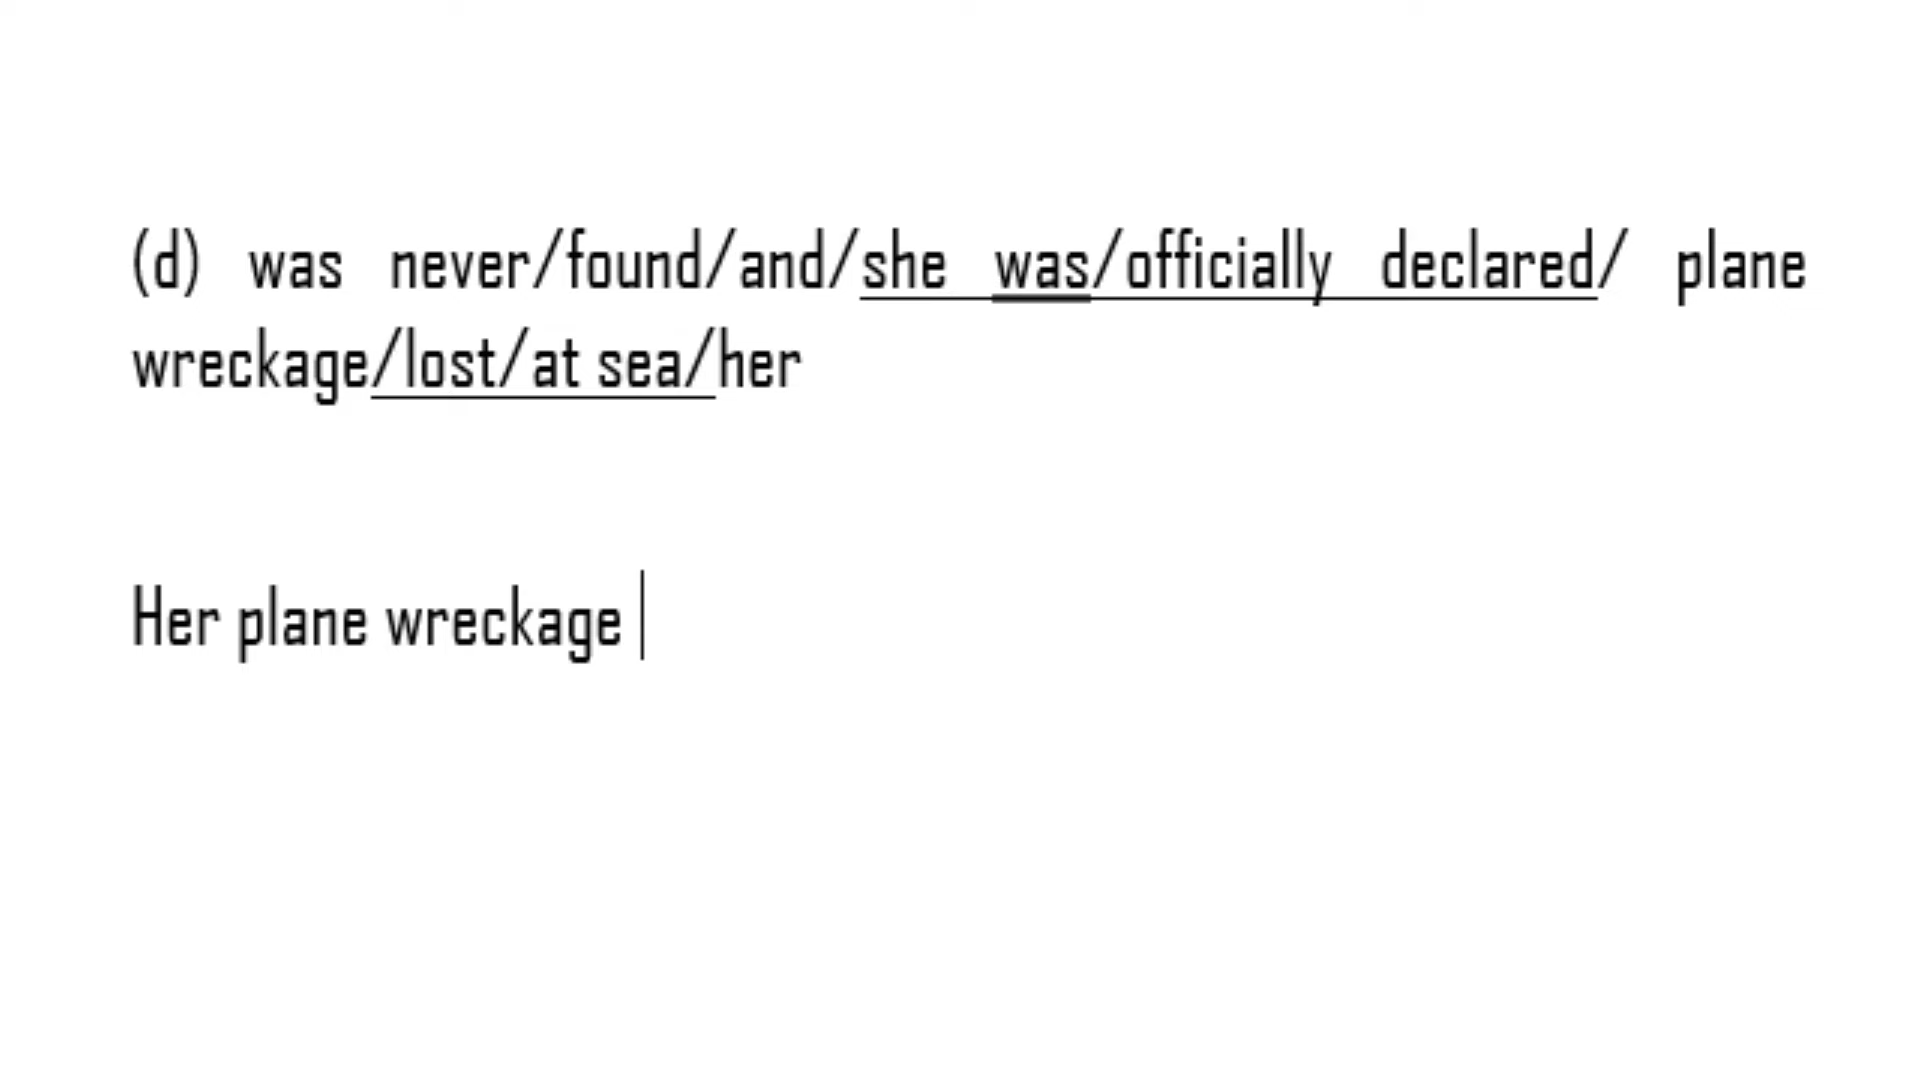 (d) was never/found/and/she was/officially declared/ plane
wreckage/lost/at sea/her
Her plane wreckage